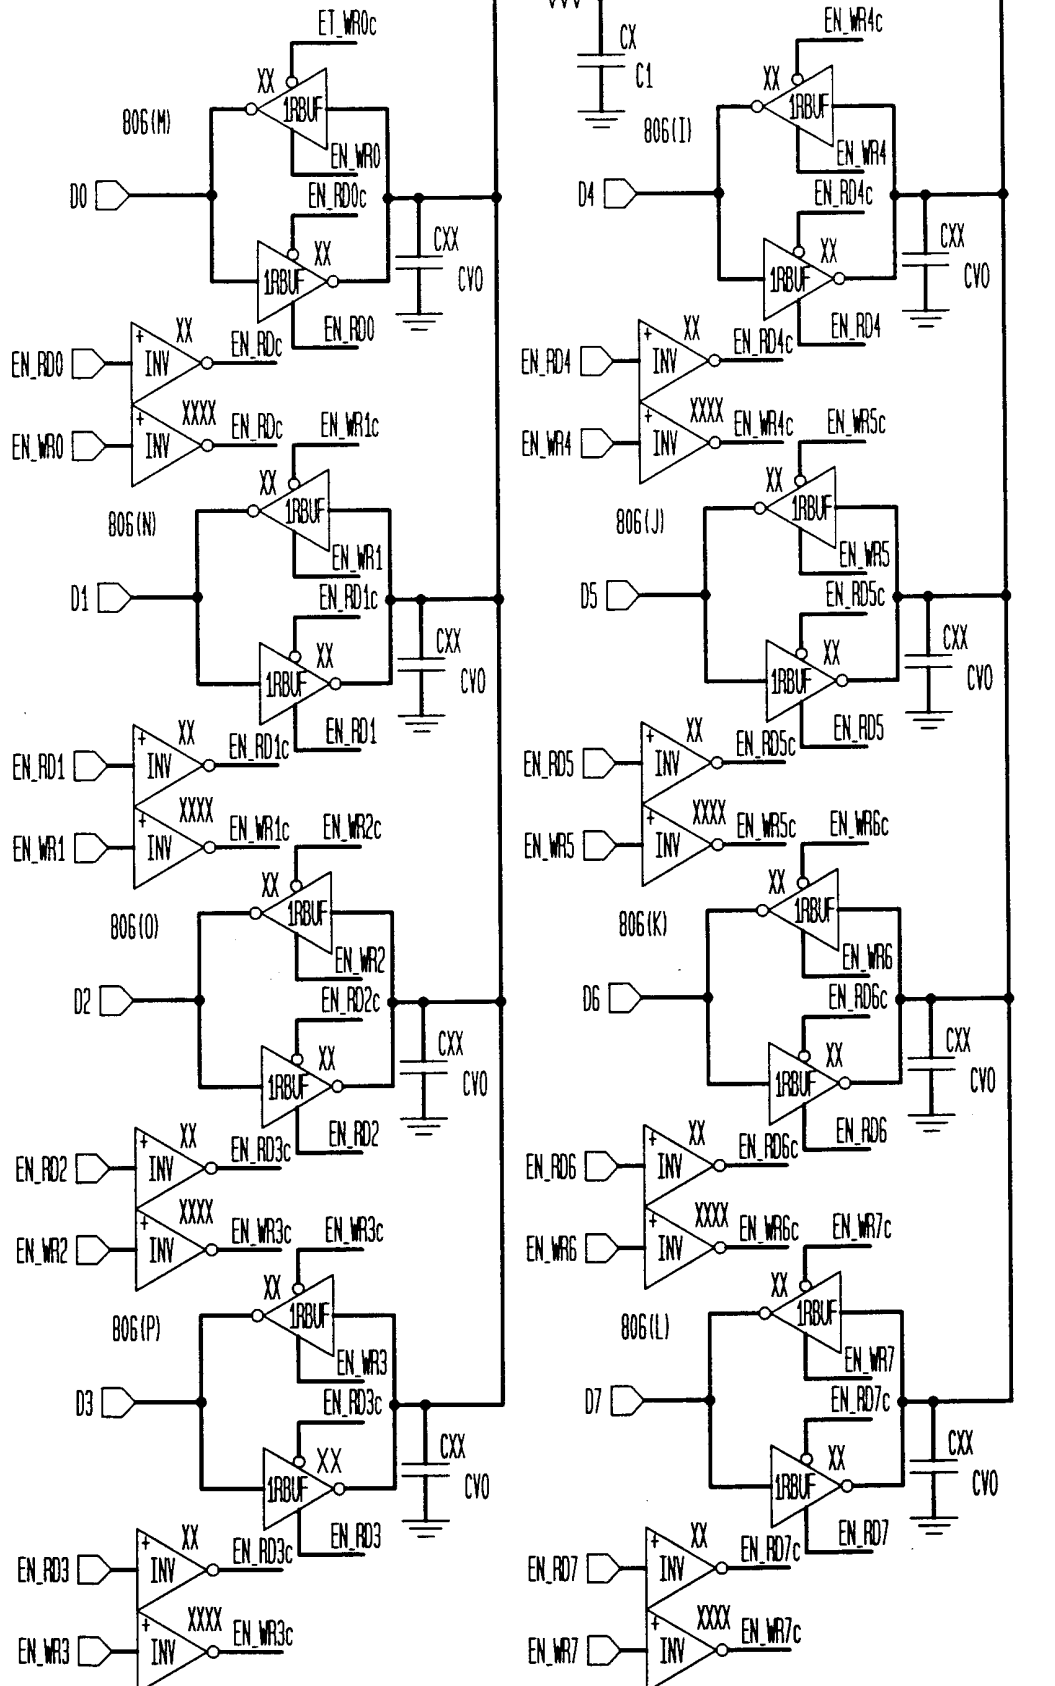 ET_WR0c
XX
1RBUF
806(M)
EN_WR0
D0
EN_RD0c
XX
CXX
1RBUF
CV0
EN_RD0
XX
EN_RD0
+
INV
EN_RDc
XXXX
EN_WR0
+
INV
EN_RDc
EN_WR1c
XX
1RBUF
806(N)
EN_WR1
D1
EN_RD1c
XX
CXX
1RBUF
CV0
EN_RD1
XX
EN_RD1
+
INV
EN_RD1c
XXXX
EN_WR1
+
INV
EN_WR1c
EN_WR2c
XX
1RBUF
806(O)
EN_WR2
D2
EN_RD2c
XX
CXX
1RBUF
CV0
EN_RD2
XX
EN_RD2
+
INV
EN_RD3c
XXXX
EN_WR2
+
INV
EN_WR3c
EN_WR3c
XX
1RBUF
806(P)
EN_WR3
D3
EN_RD3c
XX
CXX
1RBUF
CV0
EN_RD3
XX
EN_RD3
+
INV
EN_RD3c
XXXX
EN_WR3
+
INV
EN_WR3c
CX
C1
EN_WR4c
XX
1RBUF
806(I)
EN_WR4
D4
EN_RD4c
XX
CXX
1RBUF
CV0
EN_RD4
XX
EN_RD4
+
INV
EN_RD4c
XXXX
EN_WR4
+
INV
EN_WR4c
EN_WR5c
XX
1RBUF
806(J)
EN_WR5
D5
EN_RD5c
XX
CXX
1RBUF
CV0
EN_RD5
XX
EN_RD5
+
INV
EN_RD5c
XXXX
EN_WR5
+
INV
EN_WR5c
EN_WR6c
XX
1RBUF
806(K)
EN_WR6
D6
EN_RD6c
XX
CXX
1RBUF
CV0
EN_RD6
XX
EN_RD6
+
INV
EN_RD6c
XXXX
EN_WR6
+
INV
EN_WR6c
EN_WR7c
XX
1RBUF
806(L)
EN_WR7
D7
EN_RD7c
XX
CXX
1RBUF
CV0
EN_RD7
XX
EN_RD7
+
INV
EN_RD7c
XXXX
EN_WR7
+
INV
EN_WR7c